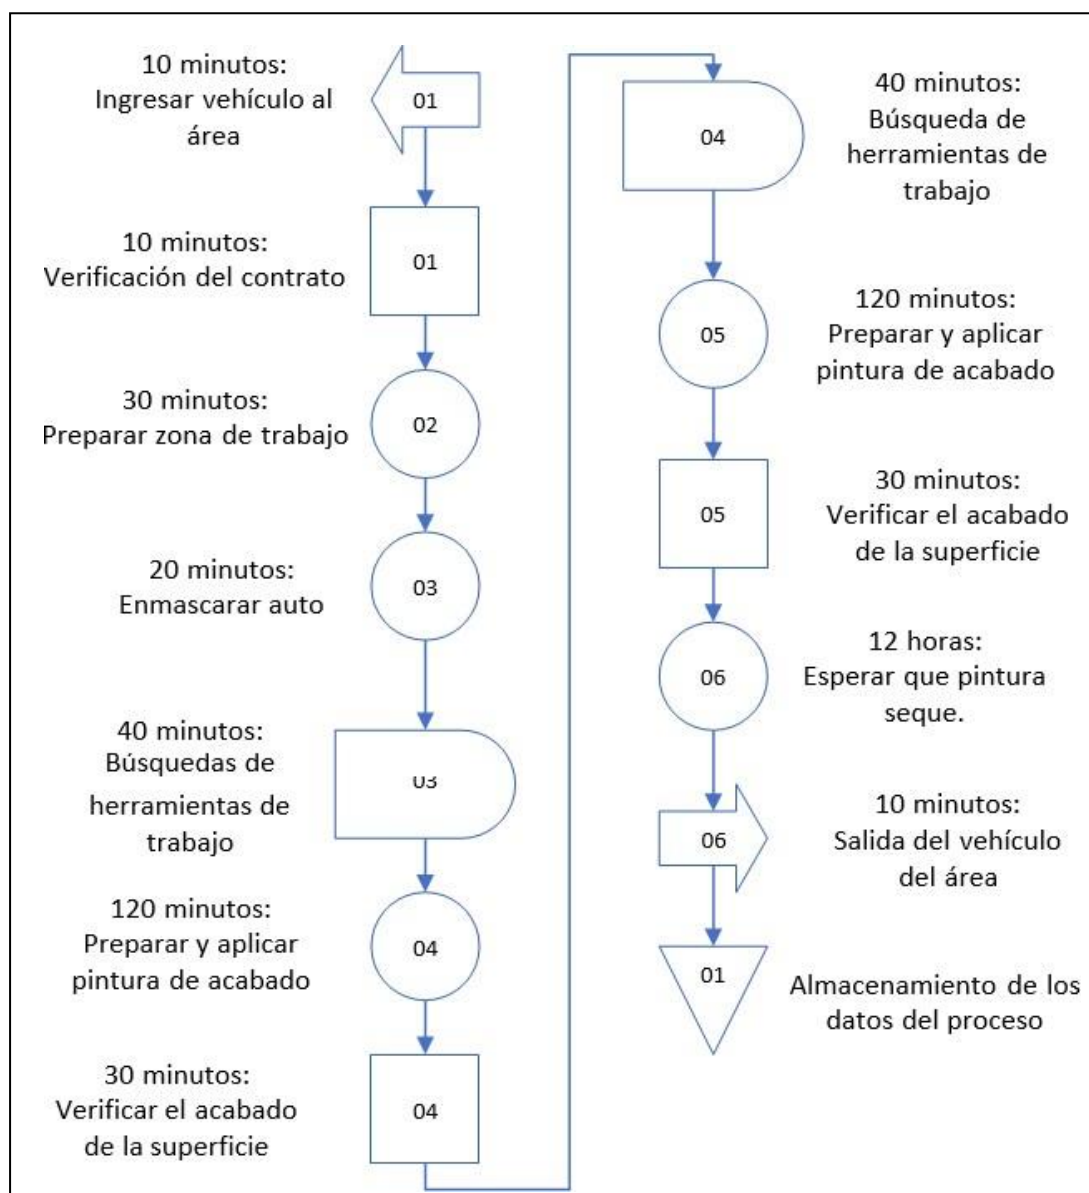 10 minutos:
Ingresar vehículo al
área
01
10 minutos:
Verificación del contrato
01
30 minutos:
Preparar zona de trabajo
02
20 minutos:
Enmascarar auto
03
40 minutos:
Búsquedas de
herramientas de
trabajo
03
120 minutos:
Preparar y aplicar
pintura de acabado
04
30 minutos:
Verificar el acabado
de la superficie
04
40 minutos:
Búsqueda de
herramientas de
trabajo
04
120 minutos:
Preparar y aplicar
pintura de acabado
05
30 minutos:
Verificar el acabado
de la superficie
05
12 horas:
Esperar que pintura
seque.
06
10 minutos:
Salida del vehículo
del área
06
01
Almacenamiento de los
datos del proceso